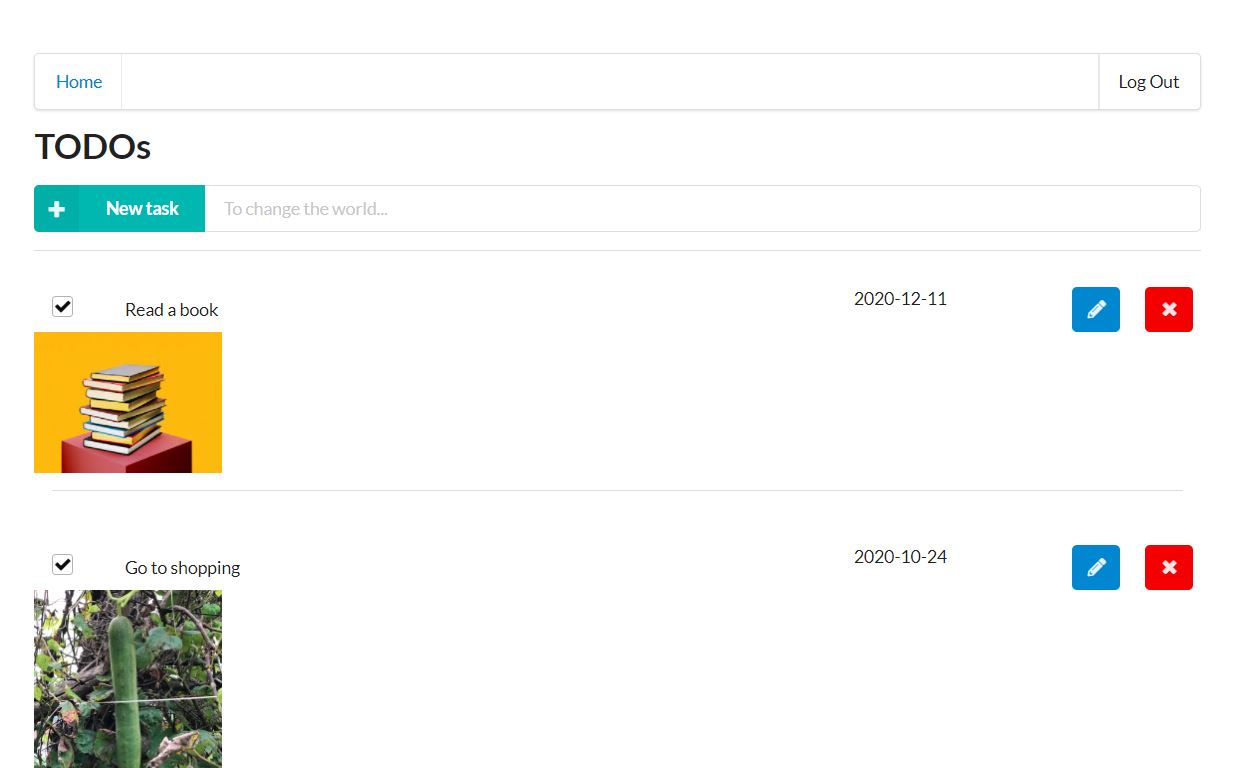 Home
Log Out
TODOs
New task
To change the world...
Read a book
2020-12-11
Go to shopping
2020-10-24